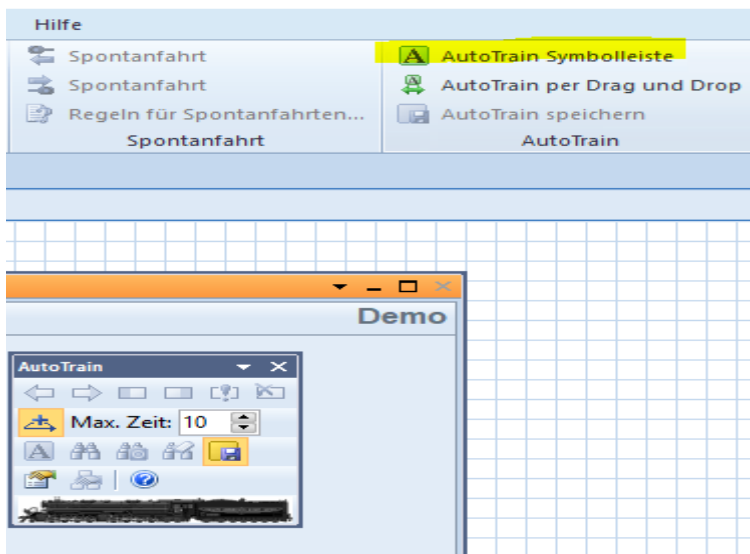 Hilfe
Spontanfahrt
Spontanfahrt
Regeln für Spontanfahrten...
Spontanfahrt
A AutoTrain Symbolleiste
A AutoTrain per Drag und Drop
AutoTrain speichern
AutoTrain
Demo
AutoTrain
Max. Zeit: 10
A